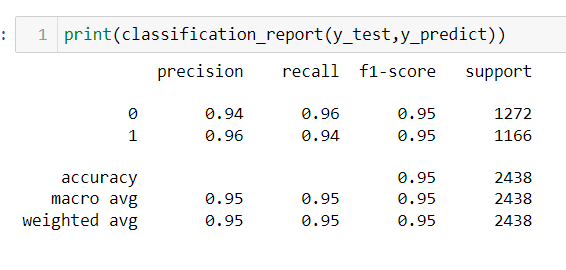 : 1 print(classification_report(y_test,y_predict))
precision recall f1-score support
0 0.94 0.96 0.95 1272
1 0.96 0.94 0.95 1166
accuracy 0.95 2438
macro avg 0.95 0.95 0.95 2438
weighted avg 0.95 0.95 0.95 2438